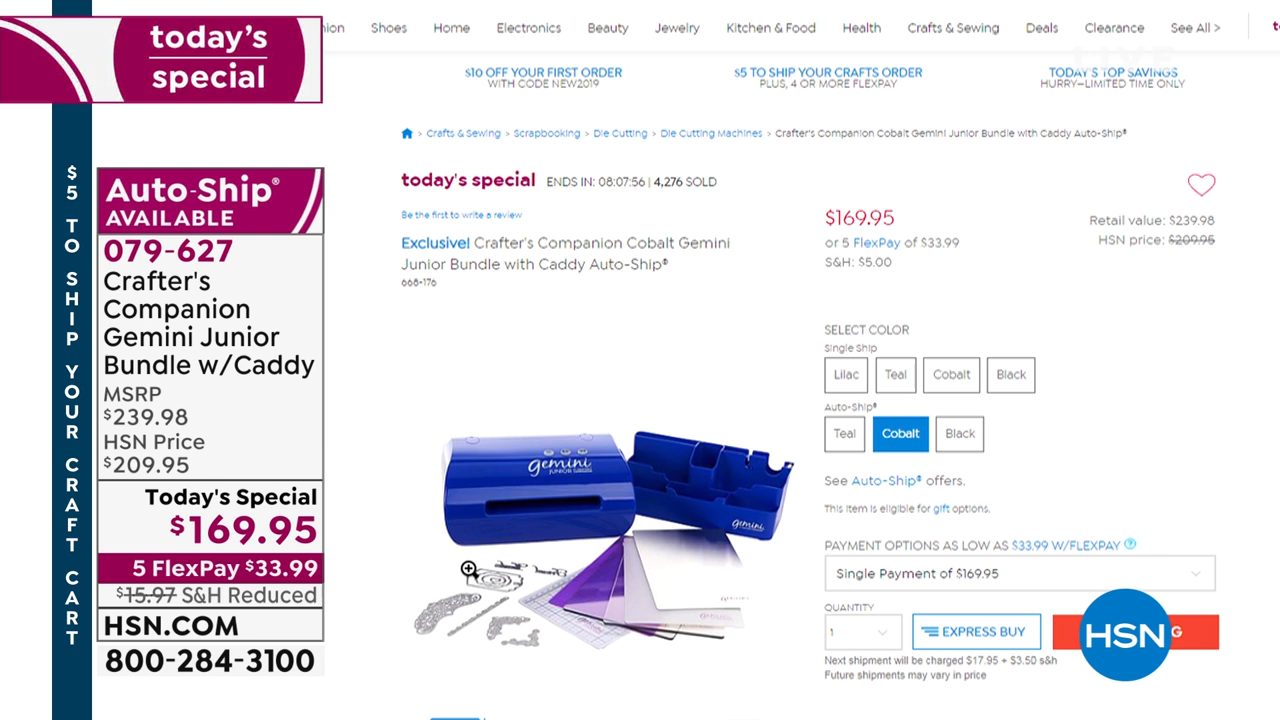 today's
special
$5 TO SHIP YOUR CRAFT CART
Auto-Ship®
AVAILABLE
079-627
Crafter's
Companion
Gemini Junior
Bundle w/Caddy
MSRP
$239.98
HSN Price
$209.95
Today's Special
$169.95
5 FlexPay $33.99
$15.97 S&H Reduced
HSN.COM
800-284-3100
Shoes Home Electronics Beauty Jewelry Kitchen & Food Health Crafts & Sewing Deals Clearance See All >
LIVE
$10 OFF YOUR FIRST ORDER
WITH CODE NEW2019
$5 TO SHIP YOUR CRAFTS ORDER
PLUS, 4 OR MORE FLEXPAY
TODAY'S TOP SAVINGS
HURRY—LIMITED TIME ONLY
> Crafts & Sewing > Scrapbooking > Die Cutting > Die Cutting Machines > Crafter's Companion Cobalt Gemini Junior Bundle with Caddy Auto-Ship®
today's special ENDS IN: 08:07:56 | 4,276 SOLD
Be the first to write a review
Exclusive! Crafter's Companion Cobalt Gemini
Junior Bundle with Caddy Auto-Ship®
668-176
gemini
JUNIOR
gemini
$169.95
or 5 FlexPay of $33.99
S&H: $5.00
Retail value: $239.98
HSN price: $209.95
SELECT COLOR
Single Ship
Lilac Teal Cobalt Black
Auto-Ship®
Teal Cobalt Black
See Auto-Ship® offers.
This item is eligible for gift options.
PAYMENT OPTIONS AS LOW AS $33.99 W/FLEXPAY ?
Single Payment of $169.95
QUANTITY
1
EXPRESS BUY
HSN
G
Next shipment will be charged $17.95 + $3.50 s&h
Future shipments may vary in price